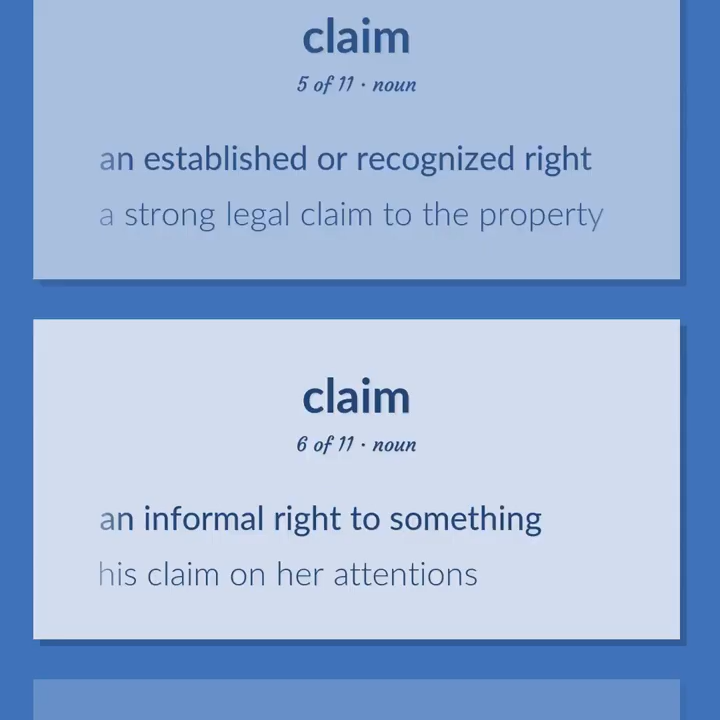 claim
5 of 11 · noun
an established or recognized right
a strong legal claim to the property
claim
6 of 11 · noun
an informal right to something
his claim on her attentions